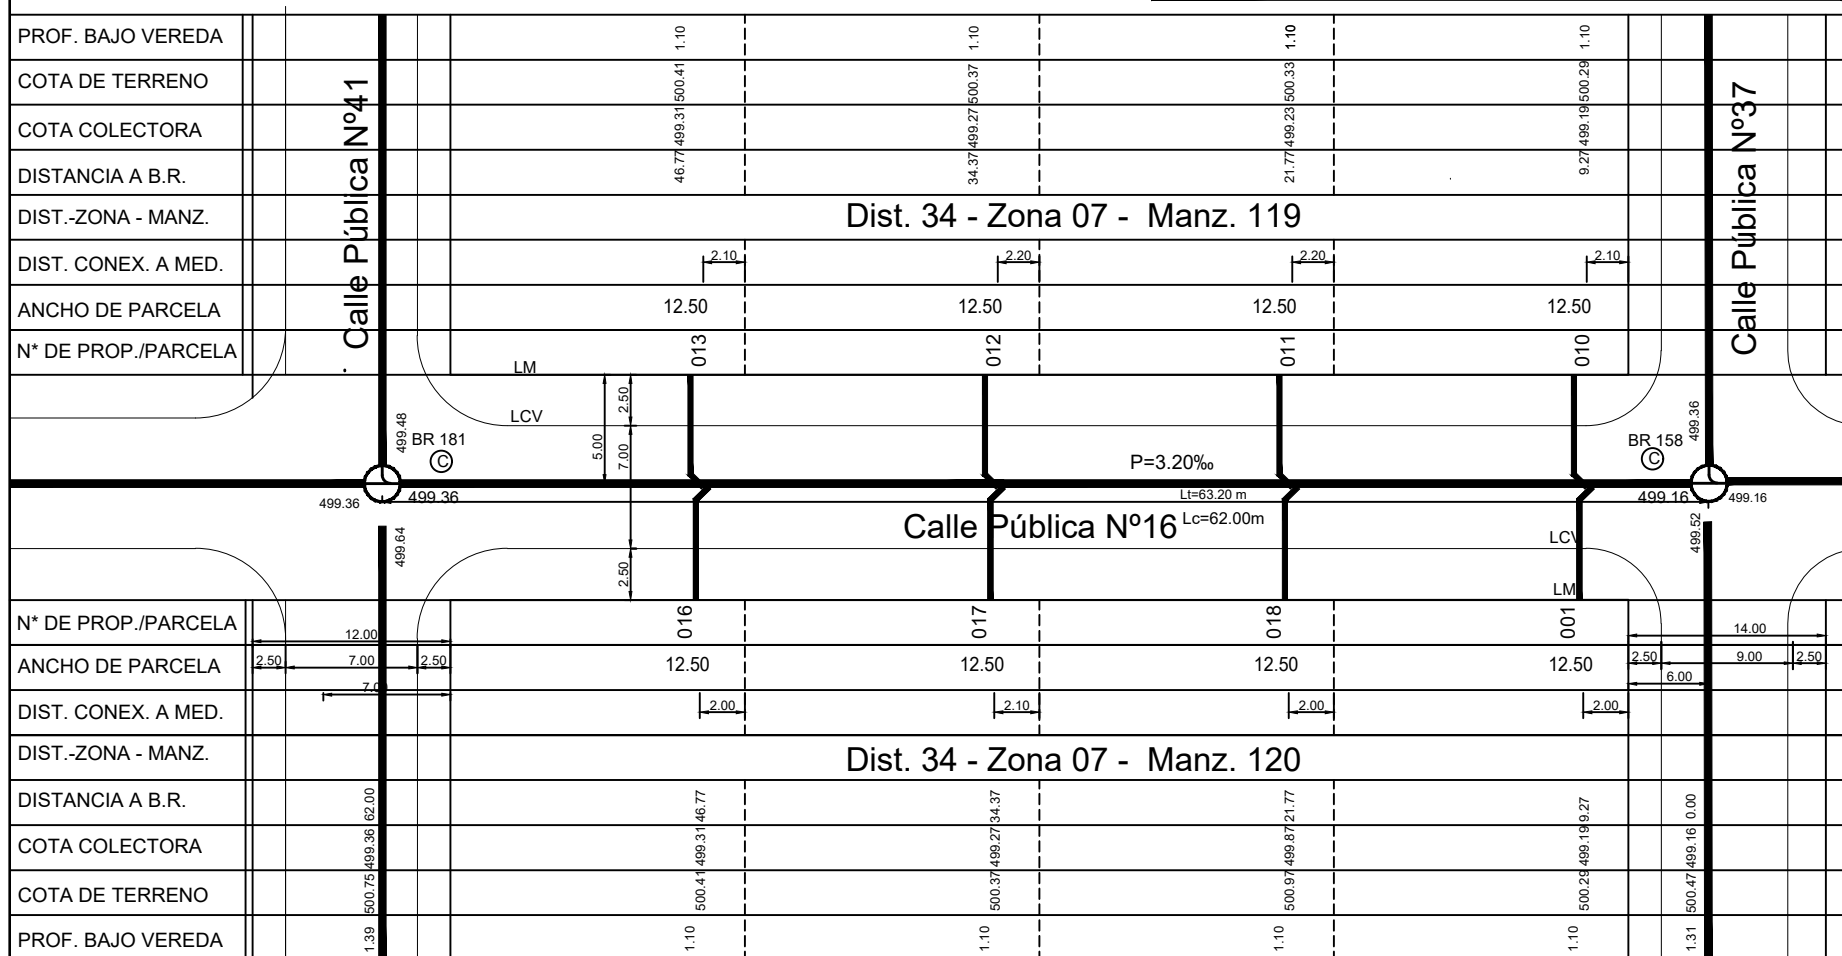 PROF. BAJO VEREDA 1.10 1.10 1.10 1.10
COTA DE TERRENO 500.41 500.37 500.33 500.29
COTA COLECTORA 499.31 499.27 499.23 499.19
DISTANCIA A B.R. 46.77 34.37 21.77 9.27
Calle Pública Nº41
Calle Pública Nº37
DIST.-ZONA - MANZ. Dist. 34 - Zona 07 - Manz. 119
DIST. CONEX. A MED. 2.10 2.20 2.20 2.10
ANCHO DE PARCELA 12.50 12.50 12.50 12.50
N* DE PROP./PARCELA 013 012 011 010
LM
LCV
2.50
5.00
7.00
2.50
499.48
BR 181
C
499.36
499.36
499.64
P=3.20‰
Lt=63.20 m
Calle Pública Nº16
Lc=62.00m
BR 158
C
499.36
499.16
499.16
499.52
LCV
LM
N* DE PROP./PARCELA 016 017 018 001
12.00
14.00
ANCHO DE PARCELA 2.50 7.00 2.50 12.50 12.50 12.50 12.50 2.50 9.00 2.50
7.00
6.00
DIST. CONEX. A MED. 2.00 2.10 2.00 2.00
DIST.-ZONA - MANZ. Dist. 34 - Zona 07 - Manz. 120
DISTANCIA A B.R. 62.00 46.77 34.37 21.77 9.27 0.00
COTA COLECTORA 499.36 499.31 499.27 499.87 499.19 499.16
COTA DE TERRENO 500.75 500.41 500.37 500.97 500.29 500.47
PROF. BAJO VEREDA 1.39 1.10 1.10 1.10 1.10 1.31